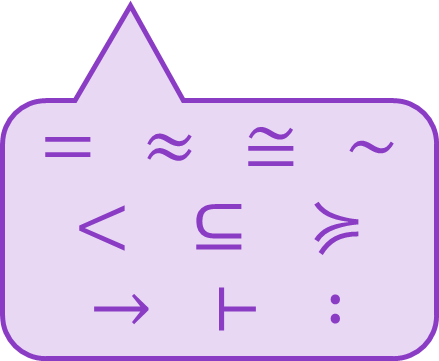 = ≈ ≅ ~
< ⊆ ≽
→ ⊢ :